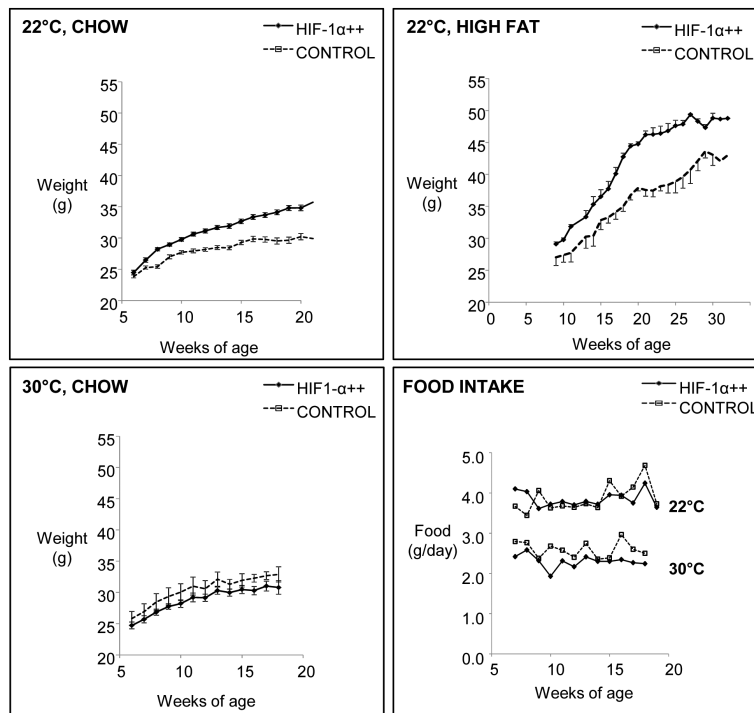 22°C, CHOW
HIF-1α++
CONTROL
55
50
45
40
35
30
25
20
Weight
(g)
5
10
15
20
Weeks of age
22°C, HIGH FAT
HIF-1α++
CONTROL
55
50
45
40
35
30
25
20
Weight
(g)
0
5
10
15
20
25
30
Weeks of age
30°C, CHOW
HIF1-α++
CONTROL
55
50
45
40
35
30
25
20
Weight
(g)
5
10
15
20
Weeks of age
FOOD INTAKE
HIF-1α++
CONTROL
5.0
4.0
3.0
2.0
1.0
0.0
Food
(g/day)
22°C
30°C
5
10
15
20
Weeks of age